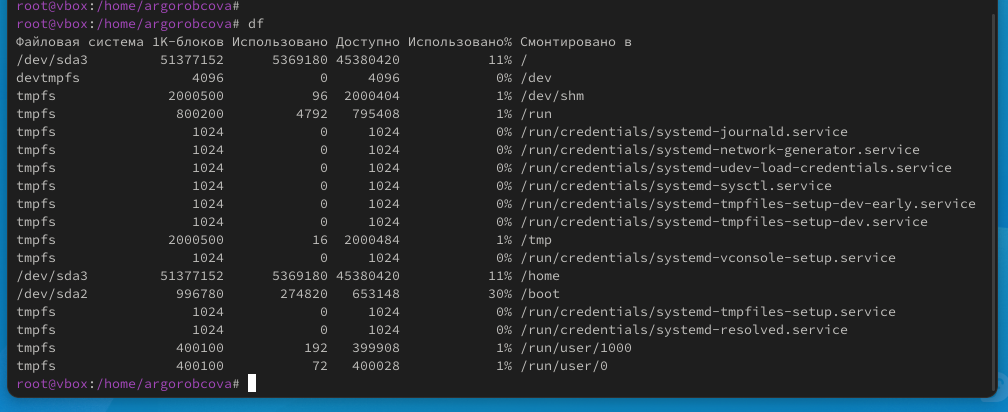 root@vbox:/home/argorobcova#
root@vbox:/home/argorobcova# df
Файловая система 1K-блоков Использовано Доступно Использовано% Смонтировано в
/dev/sda3 51377152 5369180 45380420 11% /
devtmpfs 4096 0 4096 0% /dev
tmpfs 2000500 96 2000404 1% /dev/shm
tmpfs 800200 4792 795408 1% /run
tmpfs 1024 0 1024 0% /run/credentials/systemd-journald.service
tmpfs 1024 0 1024 0% /run/credentials/systemd-network-generator.service
tmpfs 1024 0 1024 0% /run/credentials/systemd-udev-load-credentials.service
tmpfs 1024 0 1024 0% /run/credentials/systemd-sysctl.service
tmpfs 1024 0 1024 0% /run/credentials/systemd-tmpfiles-setup-dev-early.service
tmpfs 1024 0 1024 0% /run/credentials/systemd-tmpfiles-setup-dev.service
tmpfs 2000500 16 2000484 1% /tmp
tmpfs 1024 0 1024 0% /run/credentials/systemd-vconsole-setup.service
/dev/sda3 51377152 5369180 45380420 11% /home
/dev/sda2 996780 274820 653148 30% /boot
tmpfs 1024 0 1024 0% /run/credentials/systemd-tmpfiles-setup.service
tmpfs 1024 0 1024 0% /run/credentials/systemd-resolved.service
tmpfs 400100 192 399908 1% /run/user/1000
tmpfs 400100 72 400028 1% /run/user/0
root@vbox:/home/argorobcova#